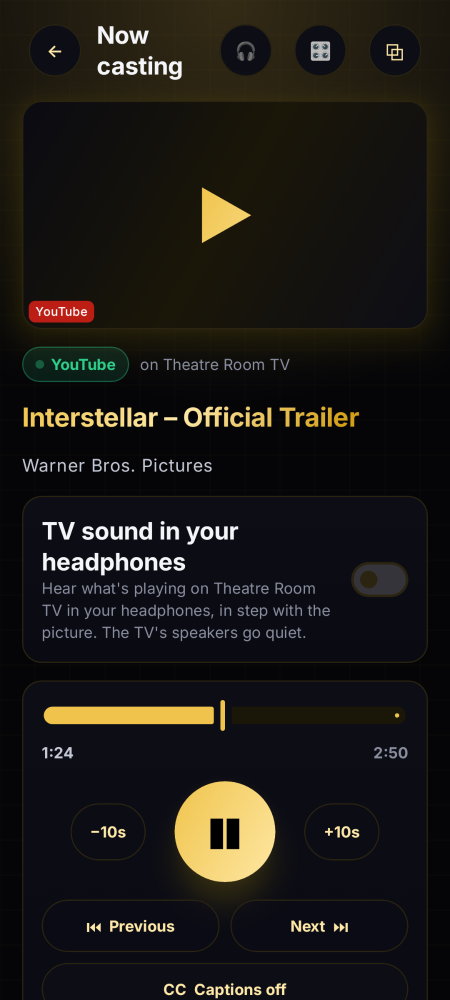 Now
casting
YouTube
YouTube on Theatre Room TV
Interstellar – Official Trailer
Warner Bros. Pictures
TV sound in your
headphones
Hear what's playing on Theatre Room
TV in your headphones, in step with the
picture. The TV's speakers go quiet.
1:24 2:50
−10s +10s
Previous Next
CC Captions off